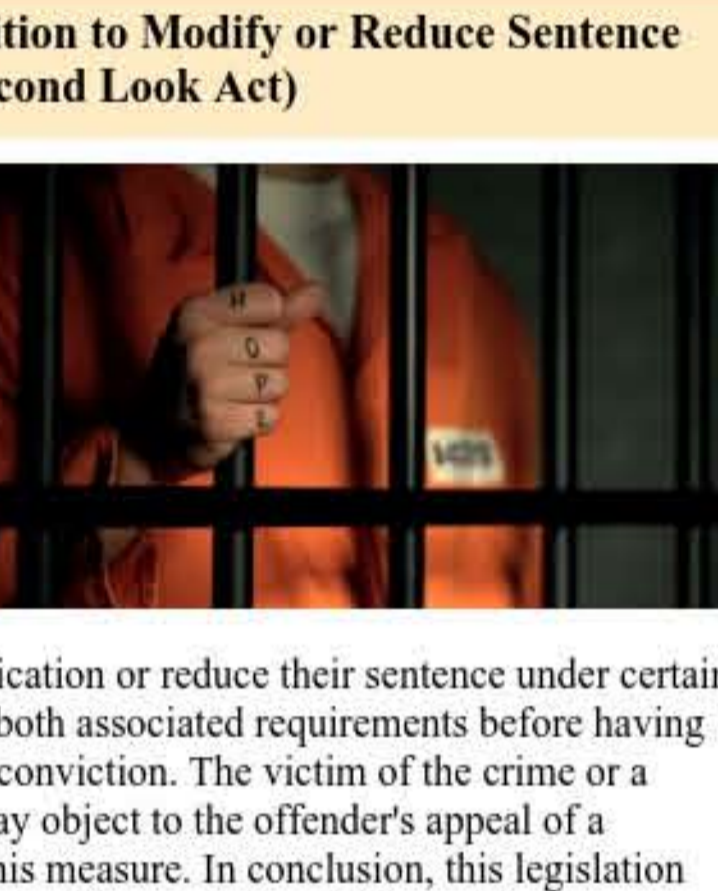 tion to Modify or Reduce Sentence
cond Look Act)
H
O
P
E
ication or reduce their sentence under certain
both associated requirements before having
conviction. The victim of the crime or a
ay object to the offender's appeal of a
his measure. In conclusion, this legislation